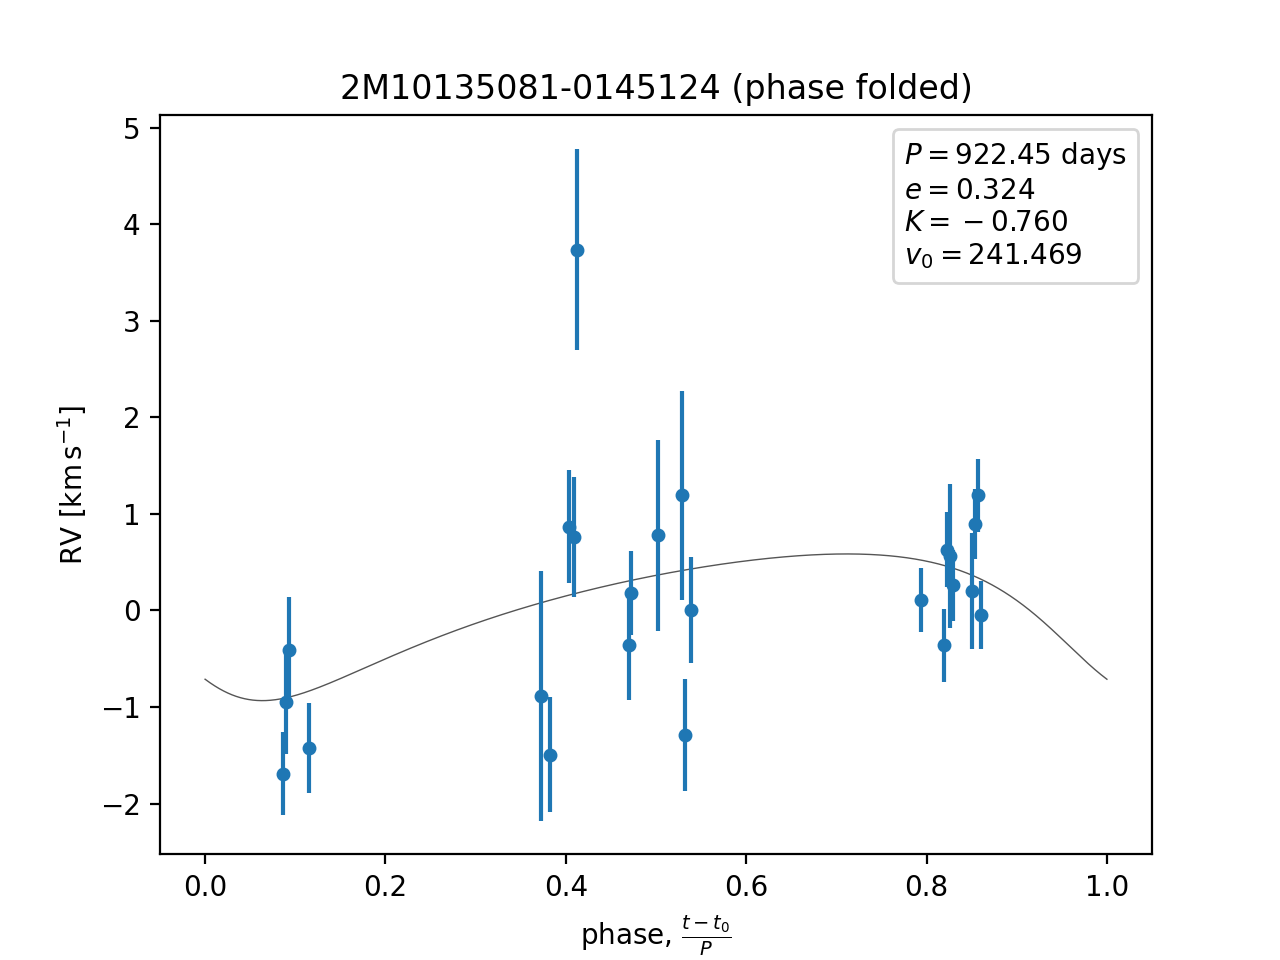 2M10135081-0145124 (phase folded)
P = 922.45 days
e = 0.324
K = −0.760
v₀ = 241.469
5
4
3
2
1
0
−1
−2
RV [km s⁻¹]
0.0 0.2 0.4 0.6 0.8 1.0
phase, (t − t₀)/P